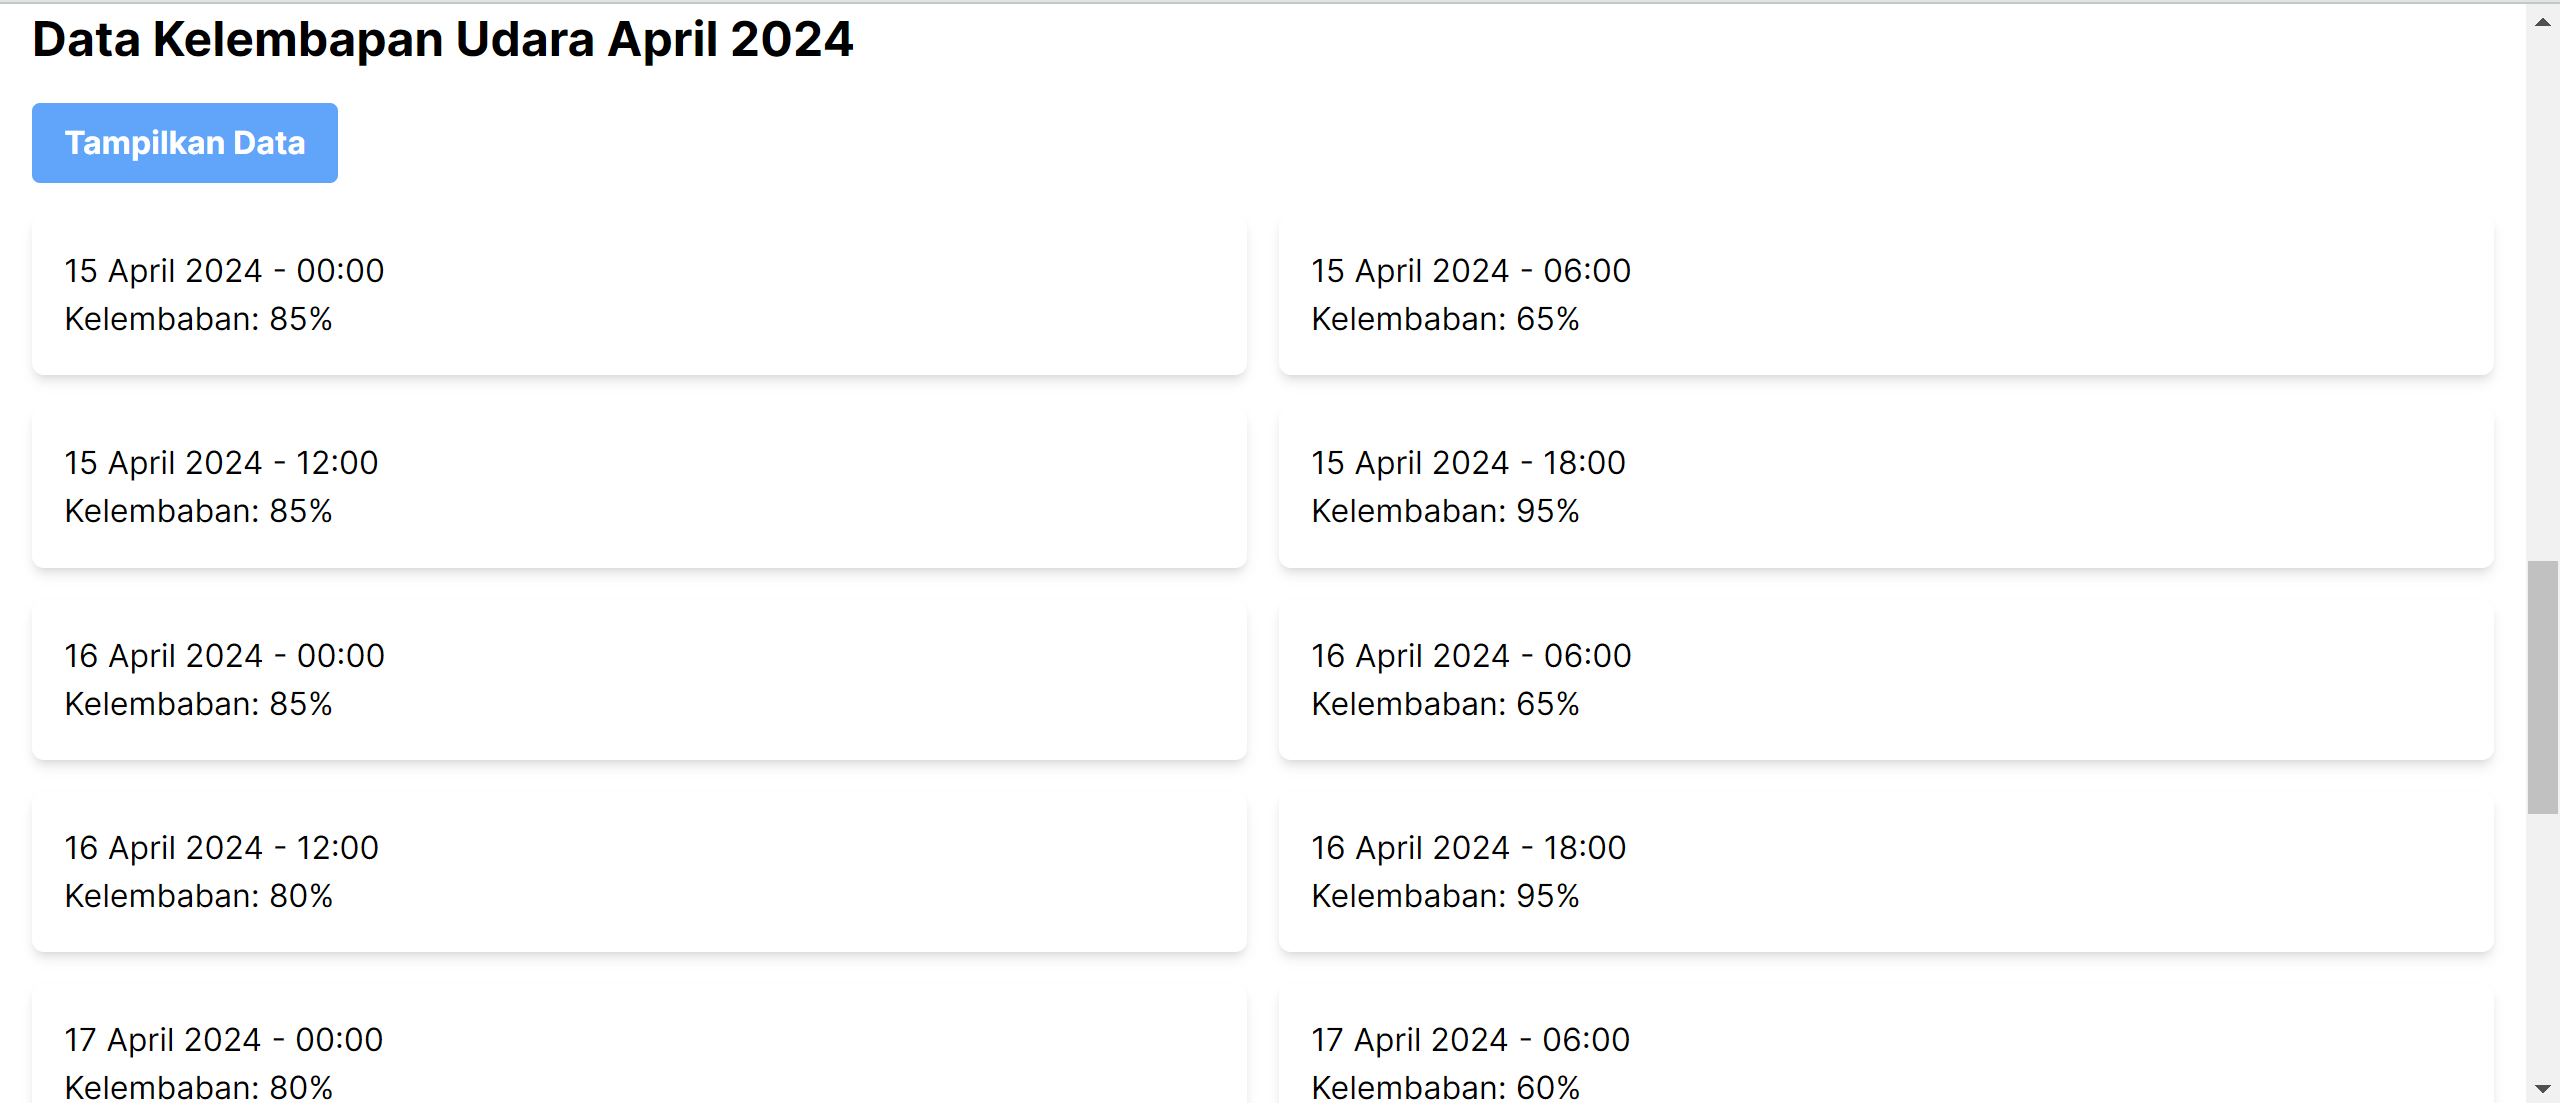 Data Kelembapan Udara April 2024
Tampilkan Data
15 April 2024 - 00:00
Kelembaban: 85%
15 April 2024 - 06:00
Kelembaban: 65%
15 April 2024 - 12:00
Kelembaban: 85%
15 April 2024 - 18:00
Kelembaban: 95%
16 April 2024 - 00:00
Kelembaban: 85%
16 April 2024 - 06:00
Kelembaban: 65%
16 April 2024 - 12:00
Kelembaban: 80%
16 April 2024 - 18:00
Kelembaban: 95%
17 April 2024 - 00:00
Kelembaban: 80%
17 April 2024 - 06:00
Kelembaban: 60%